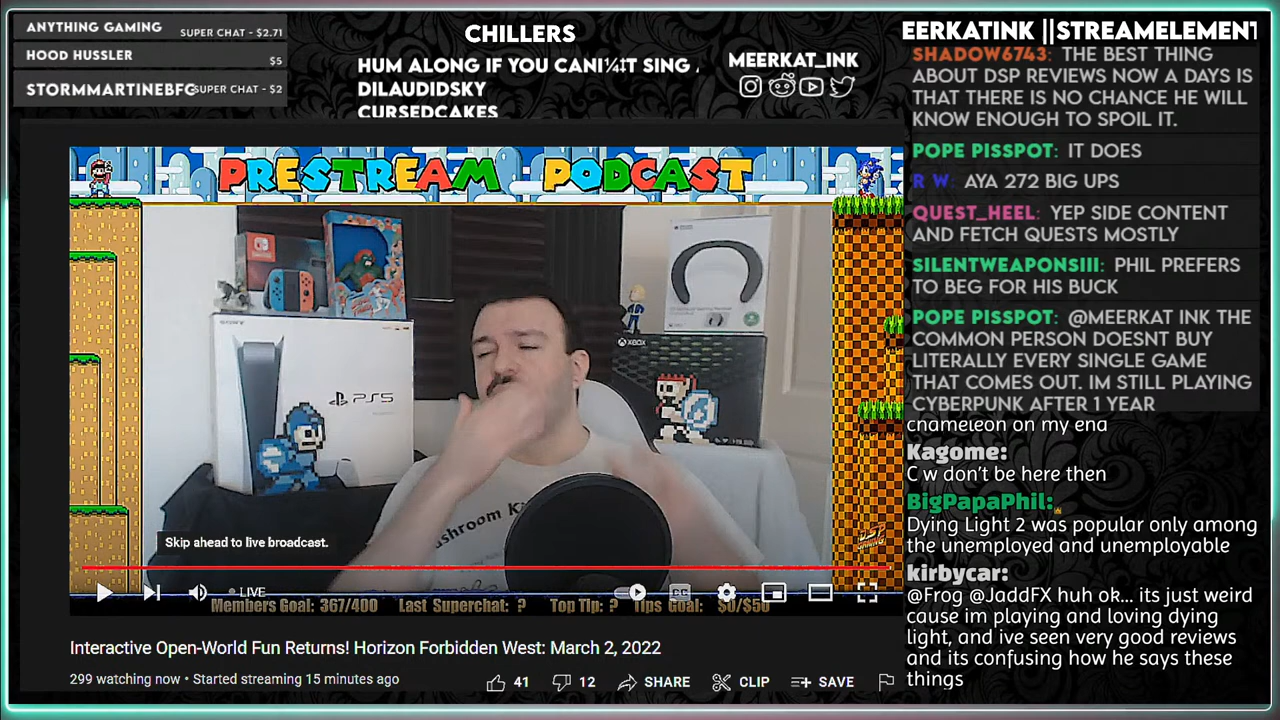 ANYTHING GAMING SUPER CHAT - $2.71
HOOD HUSSLER $5
STORMMARTINEBFG SUPER CHAT - $2
CHILLERS
HUM ALONG IF YOU CANï¼‡T SING A
DILAUDIDSKY
CURSEDCAKES
MEERKAT_INK
EERKATINK ||STREAMELEMENT
SHADOW6743: THE BEST THING
ABOUT DSP REVIEWS NOW A DAYS IS
THAT THERE IS NO CHANCE HE WILL
KNOW ENOUGH TO SPOIL IT.
POPE PISSPOT: IT DOES
R W: AYA 272 BIG UPS
QUEST_HEEL: YEP SIDE CONTENT
AND FETCH QUESTS MOSTLY
SILENTWEAPONSIII: PHIL PREFERS
TO BEG FOR HIS BUCK
POPE PISSPOT: @MEERKAT INK THE
COMMON PERSON DOESNT BUY
LITERALLY EVERY SINGLE GAME
THAT COMES OUT. IM STILL PLAYING
CYBERPUNK AFTER 1 YEAR
chameleon on my ena
Kagome:
C w don't be here then
BigPapaPhil:
Dying Light 2 was popular only among
the unemployed and unemployable
kirbycar:
@Frog @JaddFX huh ok... its just weird
cause im playing and loving dying
light, and ive seen very good reviews
and its confusing how he says these
things
PRESTREAM PODCAST
SONY
PS5
XBOX
Mushroom K
DSP
GAMING
Skip ahead to live broadcast.
LIVE
CC
Members Goal: 367/400 Last Superchat: ? Top Tip: ? Tips Goal: $0/$50
Interactive Open-World Fun Returns! Horizon Forbidden West: March 2, 2022
299 watching now • Started streaming 15 minutes ago
41 12 SHARE CLIP SAVE